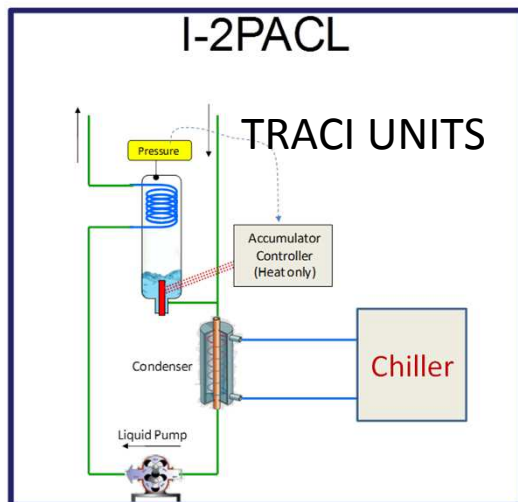 I-2PACL
TRACI UNITS
Pressure
Accumulator
Controller
(Heat only)
Condenser
Chiller
Liquid Pump